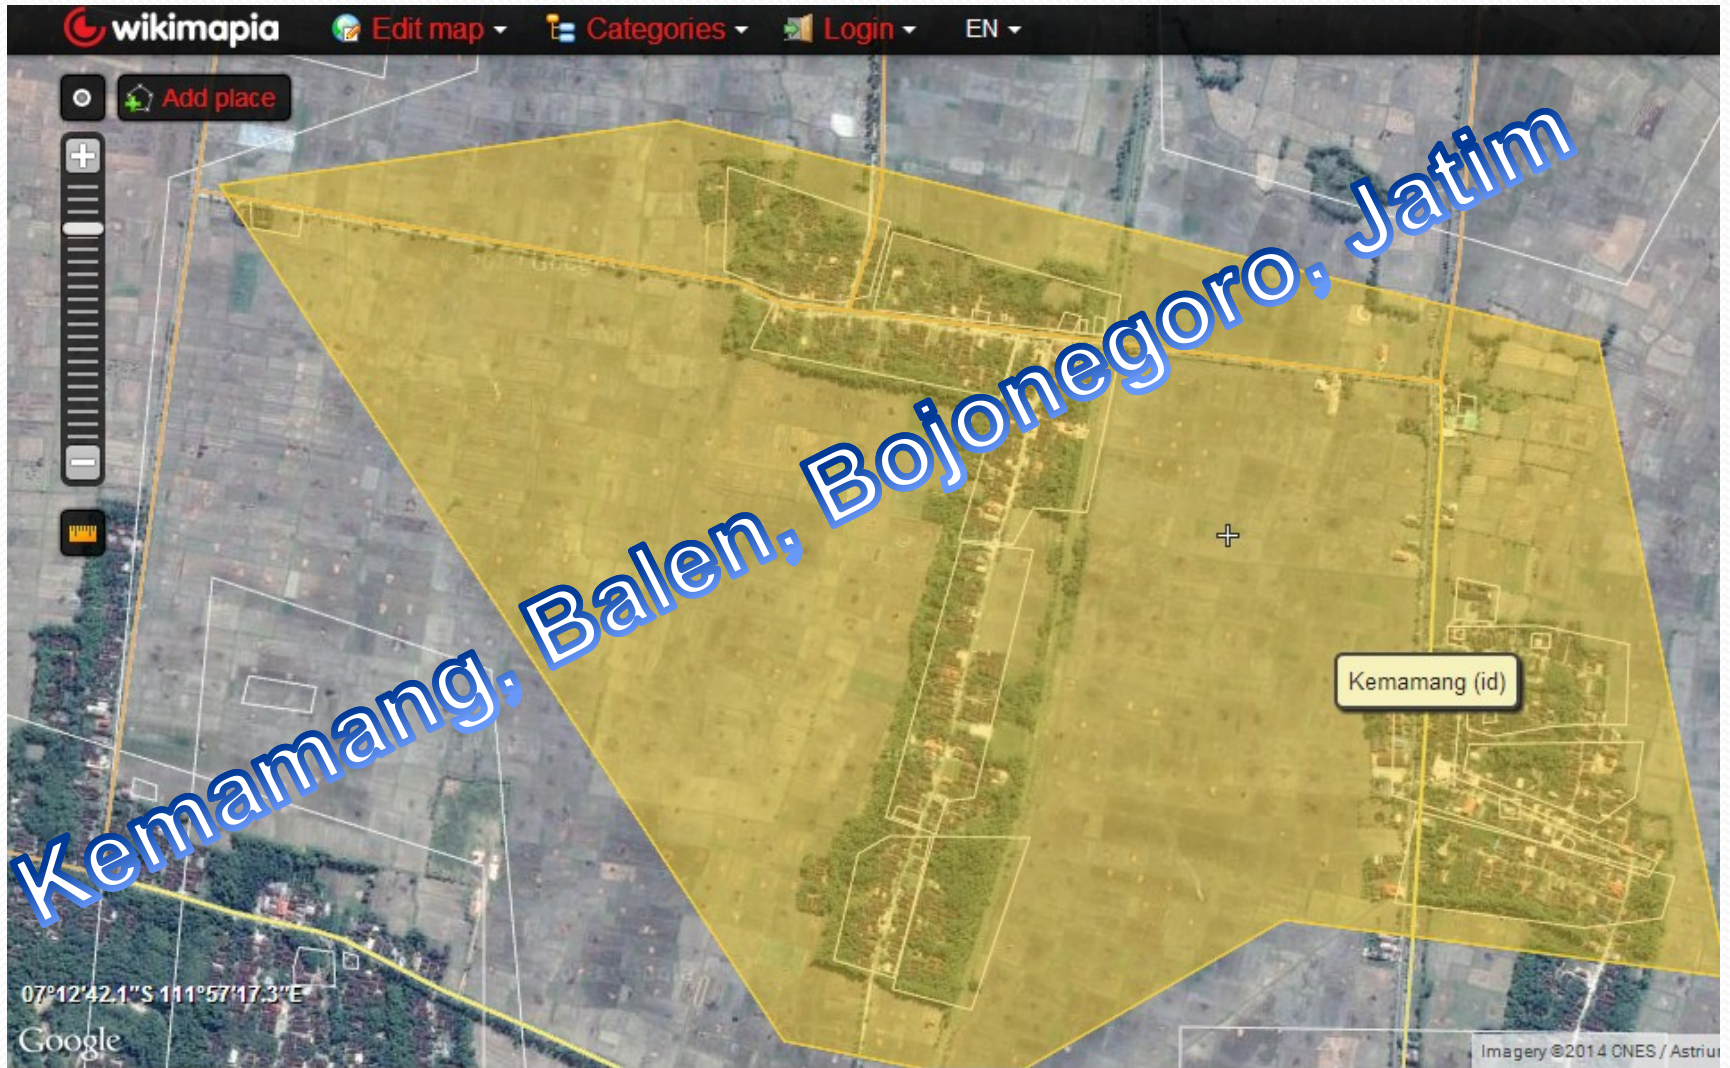 wikimapia Edit map Categories Login EN
Add place
Kemamang, Balen, Bojonegoro, Jatim
Kemamang (id)
07°12'42.1"S 111°57'17.3"E
Google
Imagery ©2014 CNES / Astrium